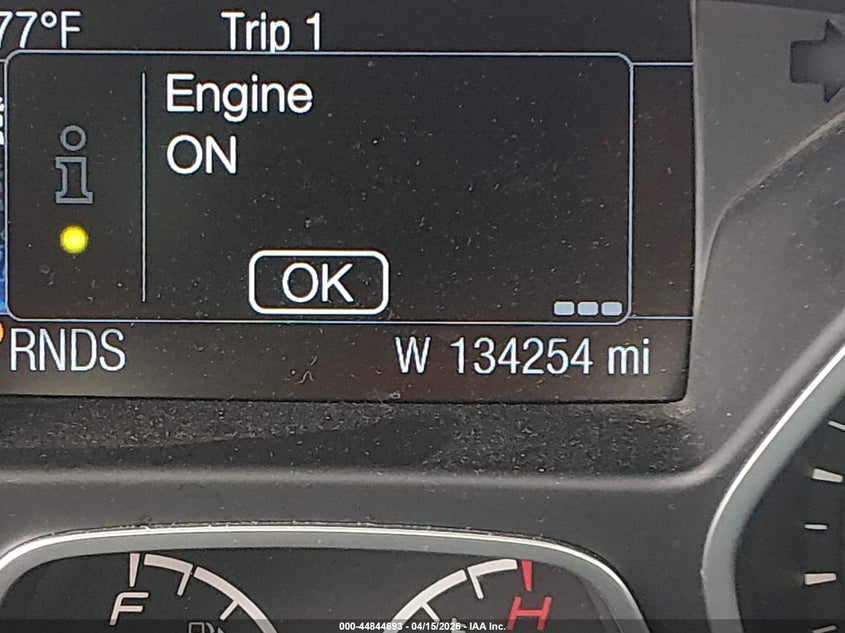 77°F Trip 1
Engine
ON
OK
RNDS W 134254 mi
F H
000-44844693 - 04/15/2026 - IAA Inc.